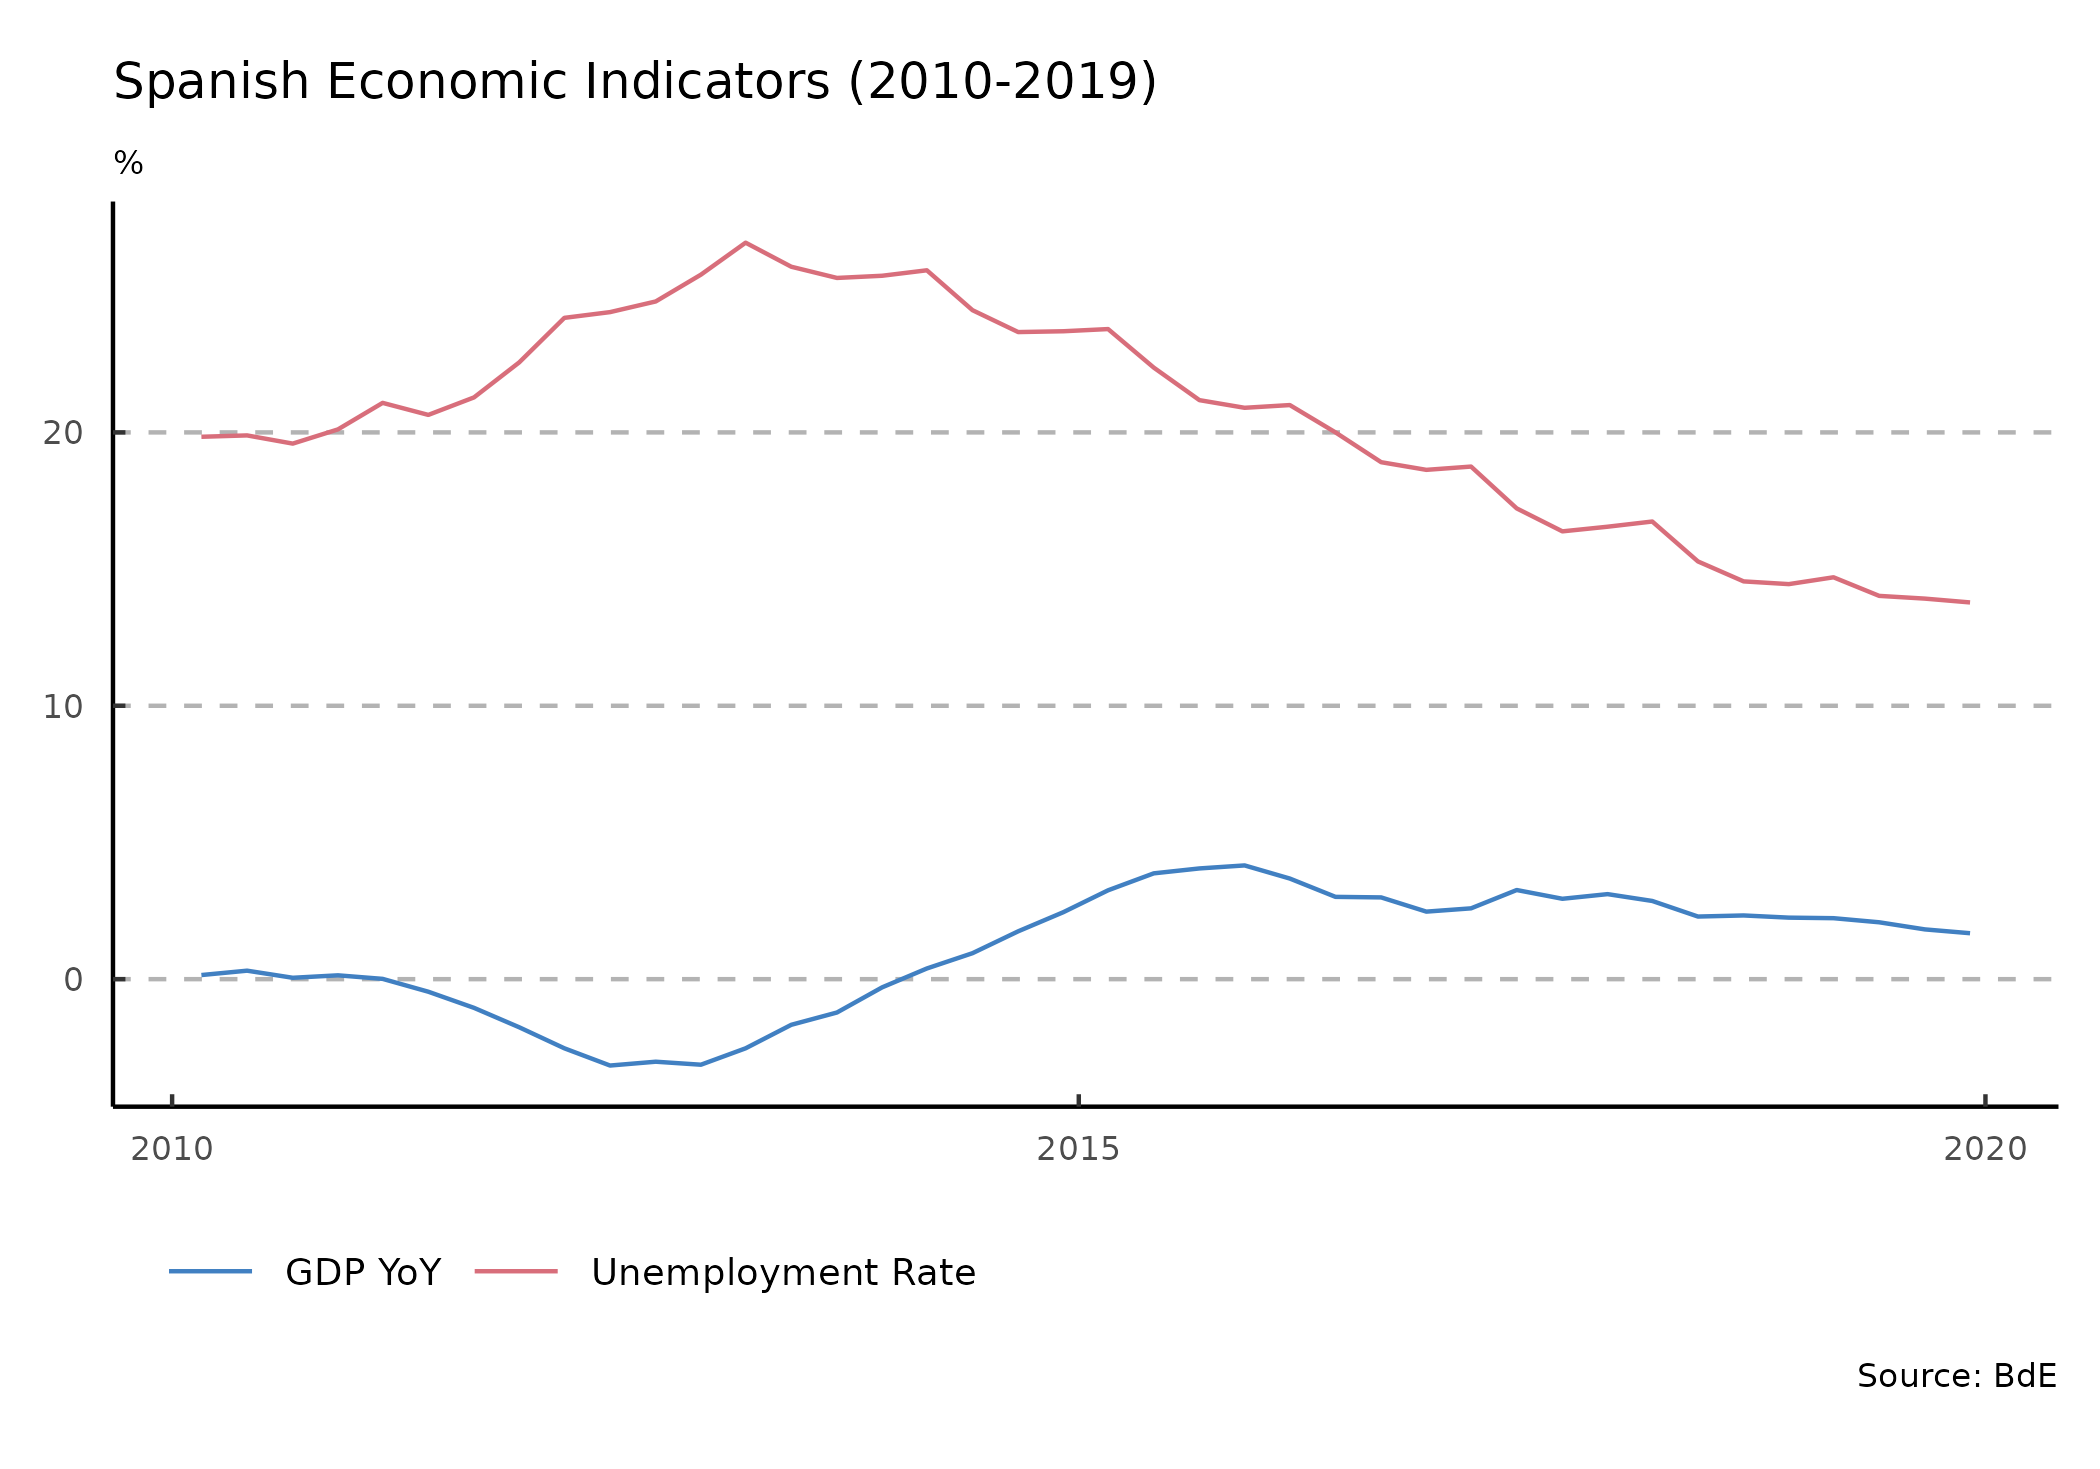 Spanish Economic Indicators (2010-2019)
%
20
10
0
2010 2015 2020
GDP YoY Unemployment Rate
Source: BdE